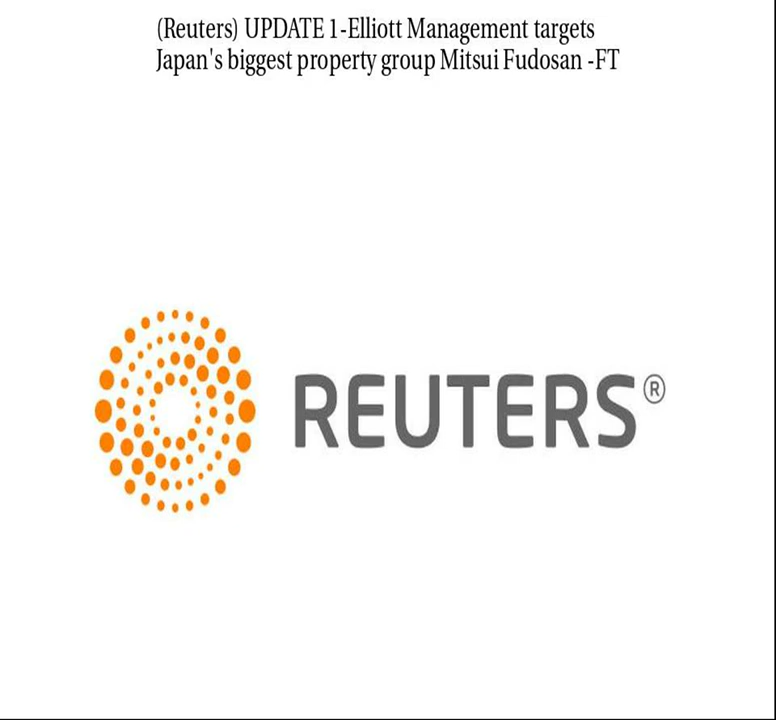 (Reuters) UPDATE 1-Elliott Management targets
Japan's biggest property group Mitsui Fudosan -FT
REUTERS®